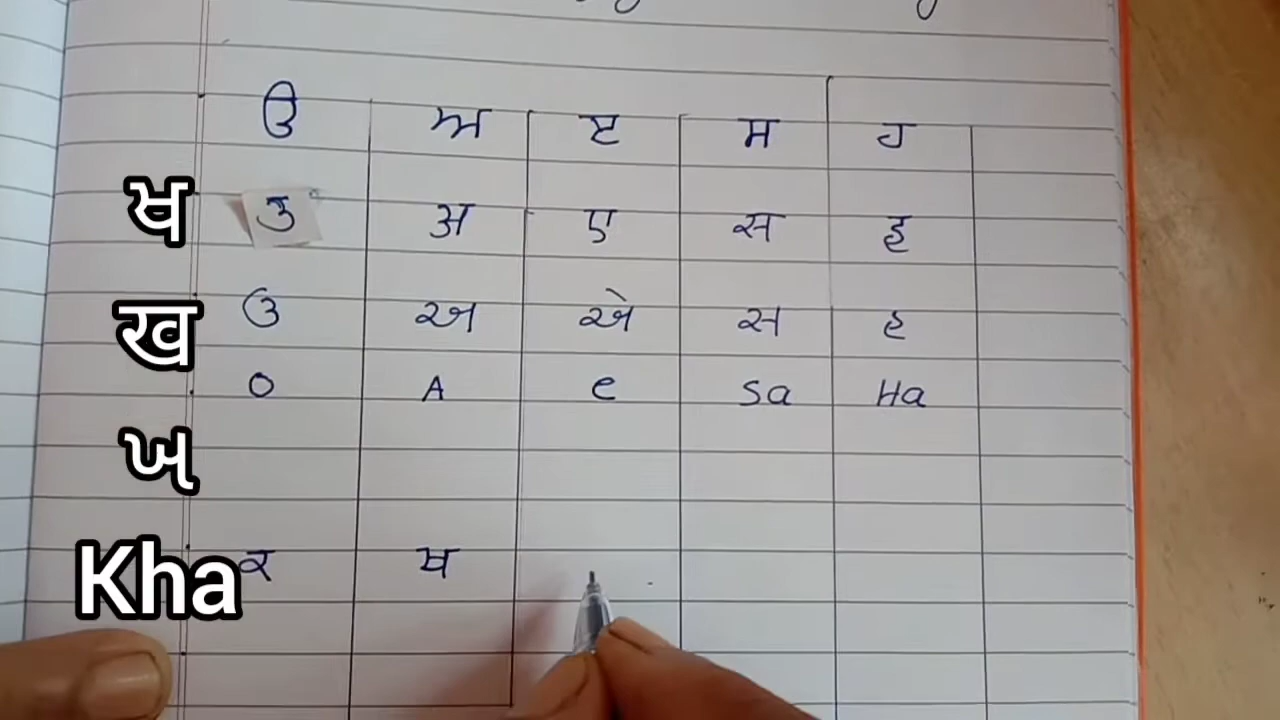 ੳ ਅ ੲ ਸ ਹ
ਖ
उ अ ए स ह
ख
ઉ અ એ સ હ
O A e Sa Ha
ખ્
Kha
ਕ ਖ